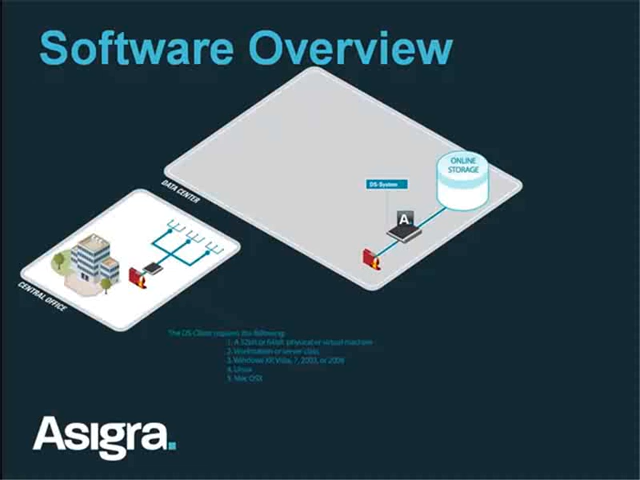 Software Overview
ONLINE
STORAGE
DS-System
A
DATA CENTER
CENTRAL OFFICE
The DS-Client requires the following:
1. A 32bit or 64bit physical or virtual machine
2. Workstation or server class
3. Windows XP, Vista, 7, 2003, or 2008
4. Linux
5. Mac OSX
Asigra.